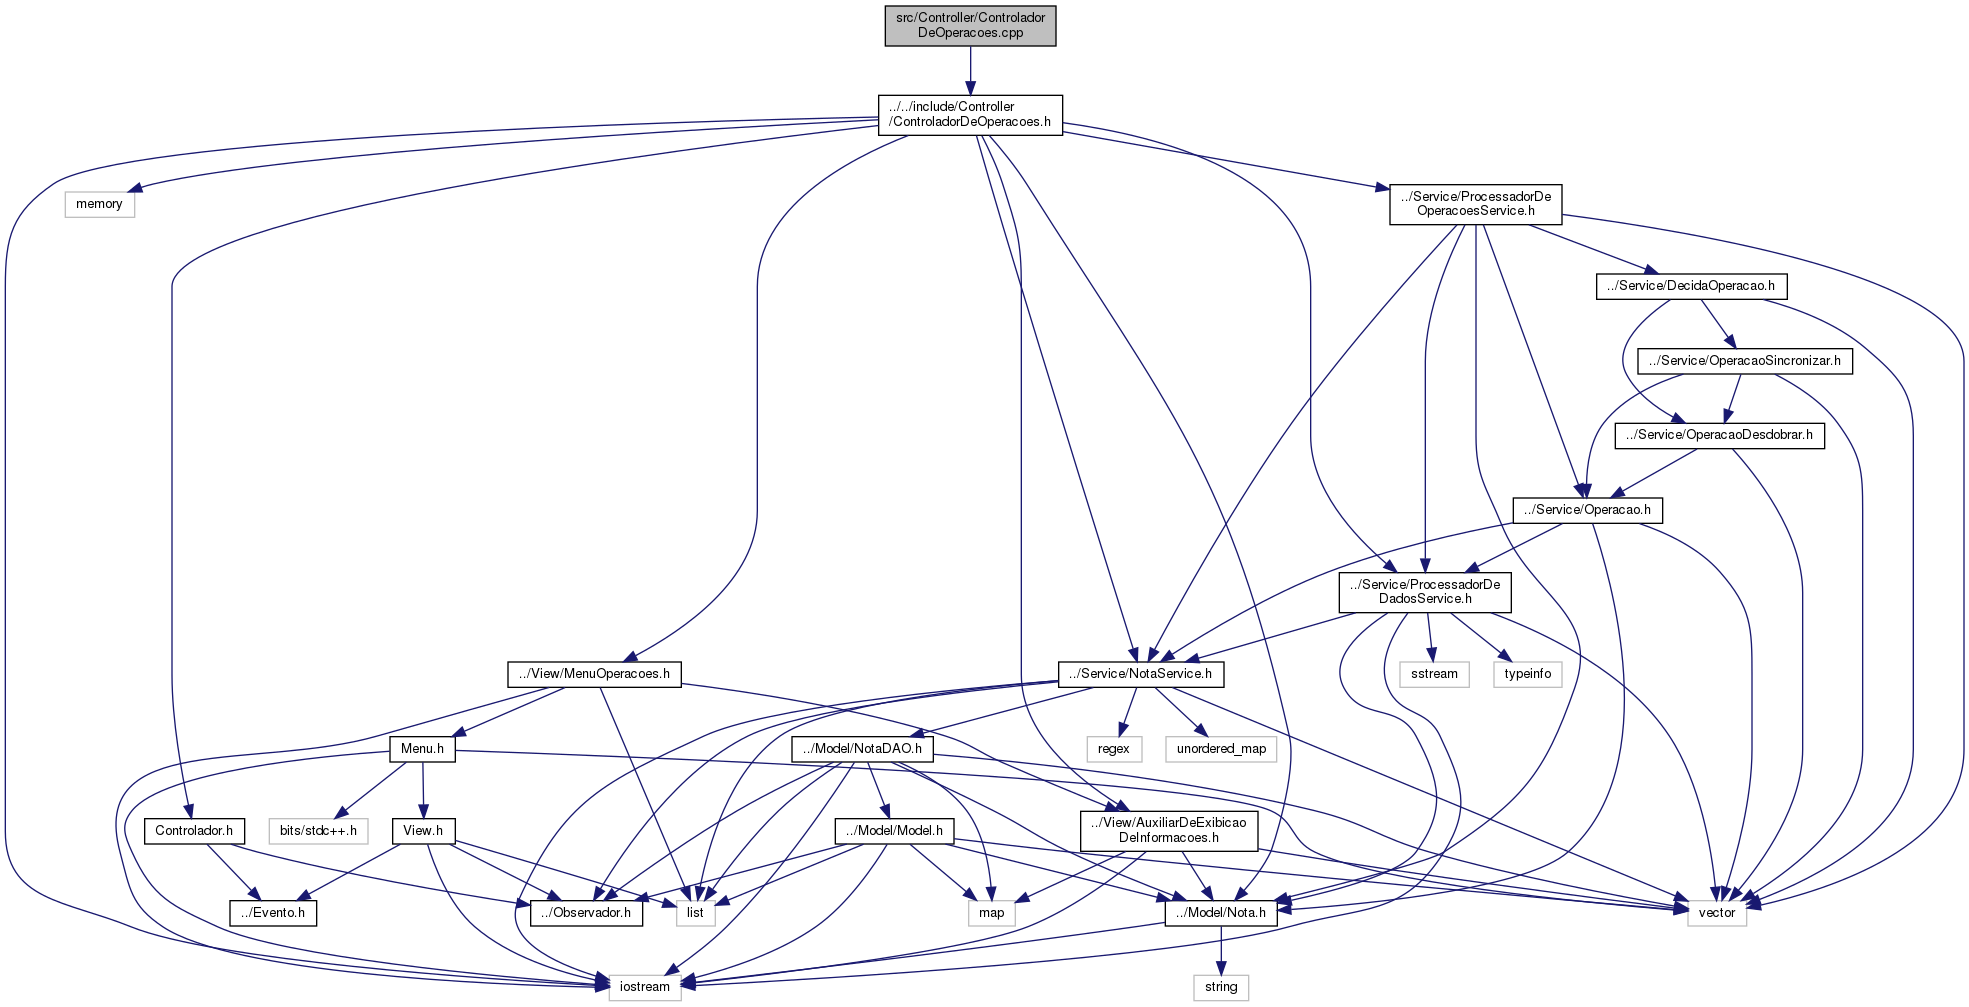 src/Controller/Controlador
DeOperacoes.cpp
../../include/Controller
/ControladorDeOperacoes.h
memory
../Service/ProcessadorDe
OperacoesService.h
../Service/DecidaOperacao.h
../Service/OperacaoSincronizar.h
../Service/OperacaoDesdobrar.h
../Service/Operacao.h
../Service/ProcessadorDe
DadosService.h
../View/MenuOperacoes.h
../Service/NotaService.h
sstream
typeinfo
Menu.h
../Model/NotaDAO.h
regex
unordered_map
Controlador.h
bits/stdc++.h
View.h
../Model/Model.h
../View/AuxiliarDeExibicao
DeInformacoes.h
../Evento.h
../Observador.h
list
map
../Model/Nota.h
vector
iostream
string